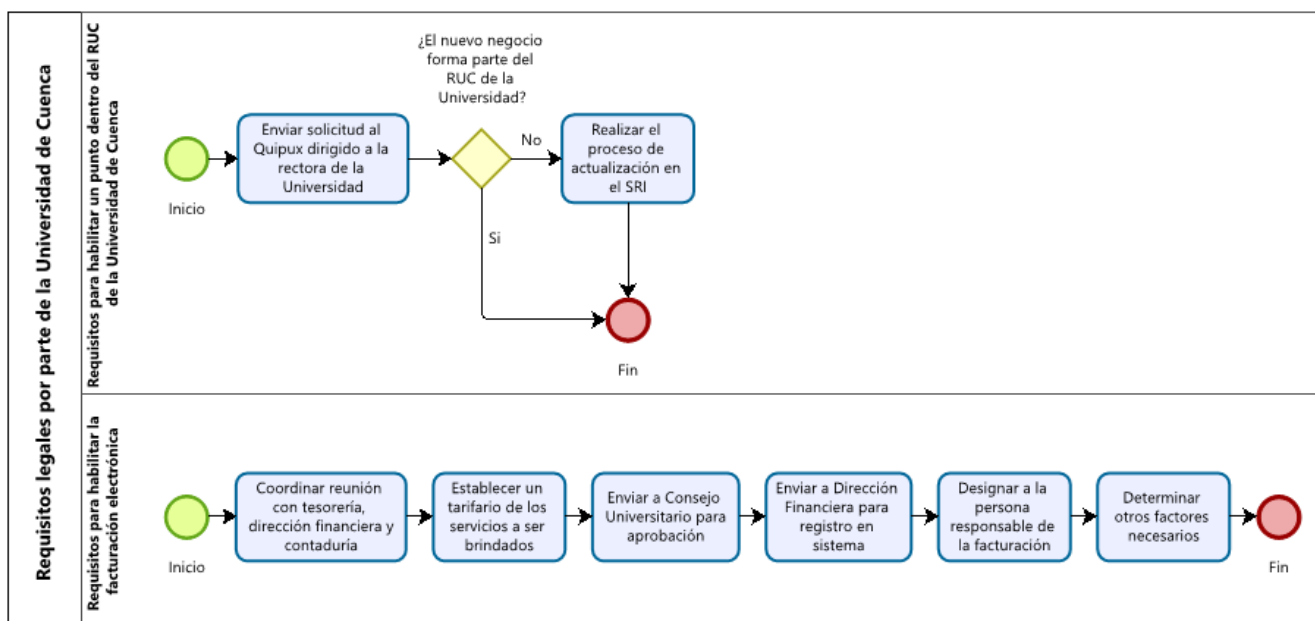 Requisitos legales por parte de la Universidad de Cuenca
Requisitos para habilitar un punto dentro del RUC
de la Universidad de Cuenca
Inicio
Enviar solicitud al
Quipux dirigido a la
rectora de la
Universidad
¿El nuevo negocio
forma parte del
RUC de la
Universidad?
No
Realizar el
proceso de
actualización en
el SRI
Si
Fin
Requisitos para habilitar la
facturación electrónica
Inicio
Coordinar reunión
con tesorería,
dirección financiera y
contaduría
Establecer un
tarifario de los
servicios a ser
brindados
Enviar a Consejo
Universitario para
aprobación
Enviar a Dirección
Financiera para
registro en
sistema
Designar a la
persona
responsable de
la facturación
Determinar
otros factores
necesarios
Fin